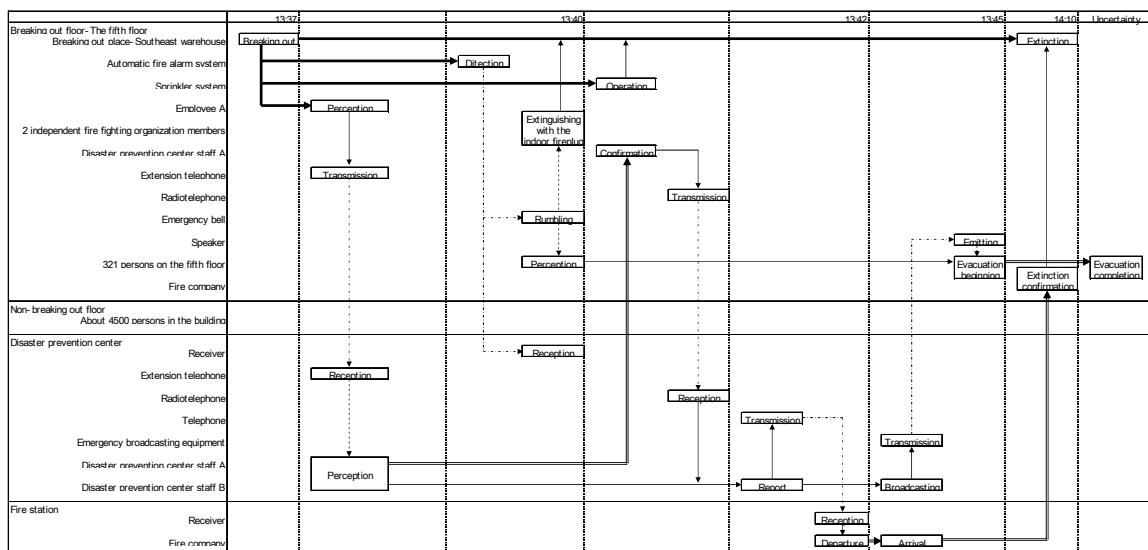 13:37 13:40 13:42 13:45 14:10 Uncertainty
Breaking out floor- The fifth floor
Breaking out place- Southeast warehouse Breaking out Extinction
Automatic fire alarm system Ditection
Sprinkler system Operation
Employee A Perception
Extinguishing
2 independent fire fighting organization members with the
indoor fireplug
Disaster prevention center staff A Confirmation
Extension telephone Transmission
Radiotelephone Transmission
Emergency bell Rumbling
Speaker Emitting
321 persons on the fifth floor Perception Evacuation Evacuation
beginning completion
Extinction
Fire company confirmation
Non- breaking out floor
About 4500 persons in the building
Disaster prevention center
Receiver Reception
Extension telephone Reception
Radiotelephone Reception
Telephone Transmission
Emergency broadcasting equipment Transmission
Disaster prevention center staff A
Perception
Disaster prevention center staff B Report Broadcasting
Fire station
Receiver Reception
Fire company Departure Arrival